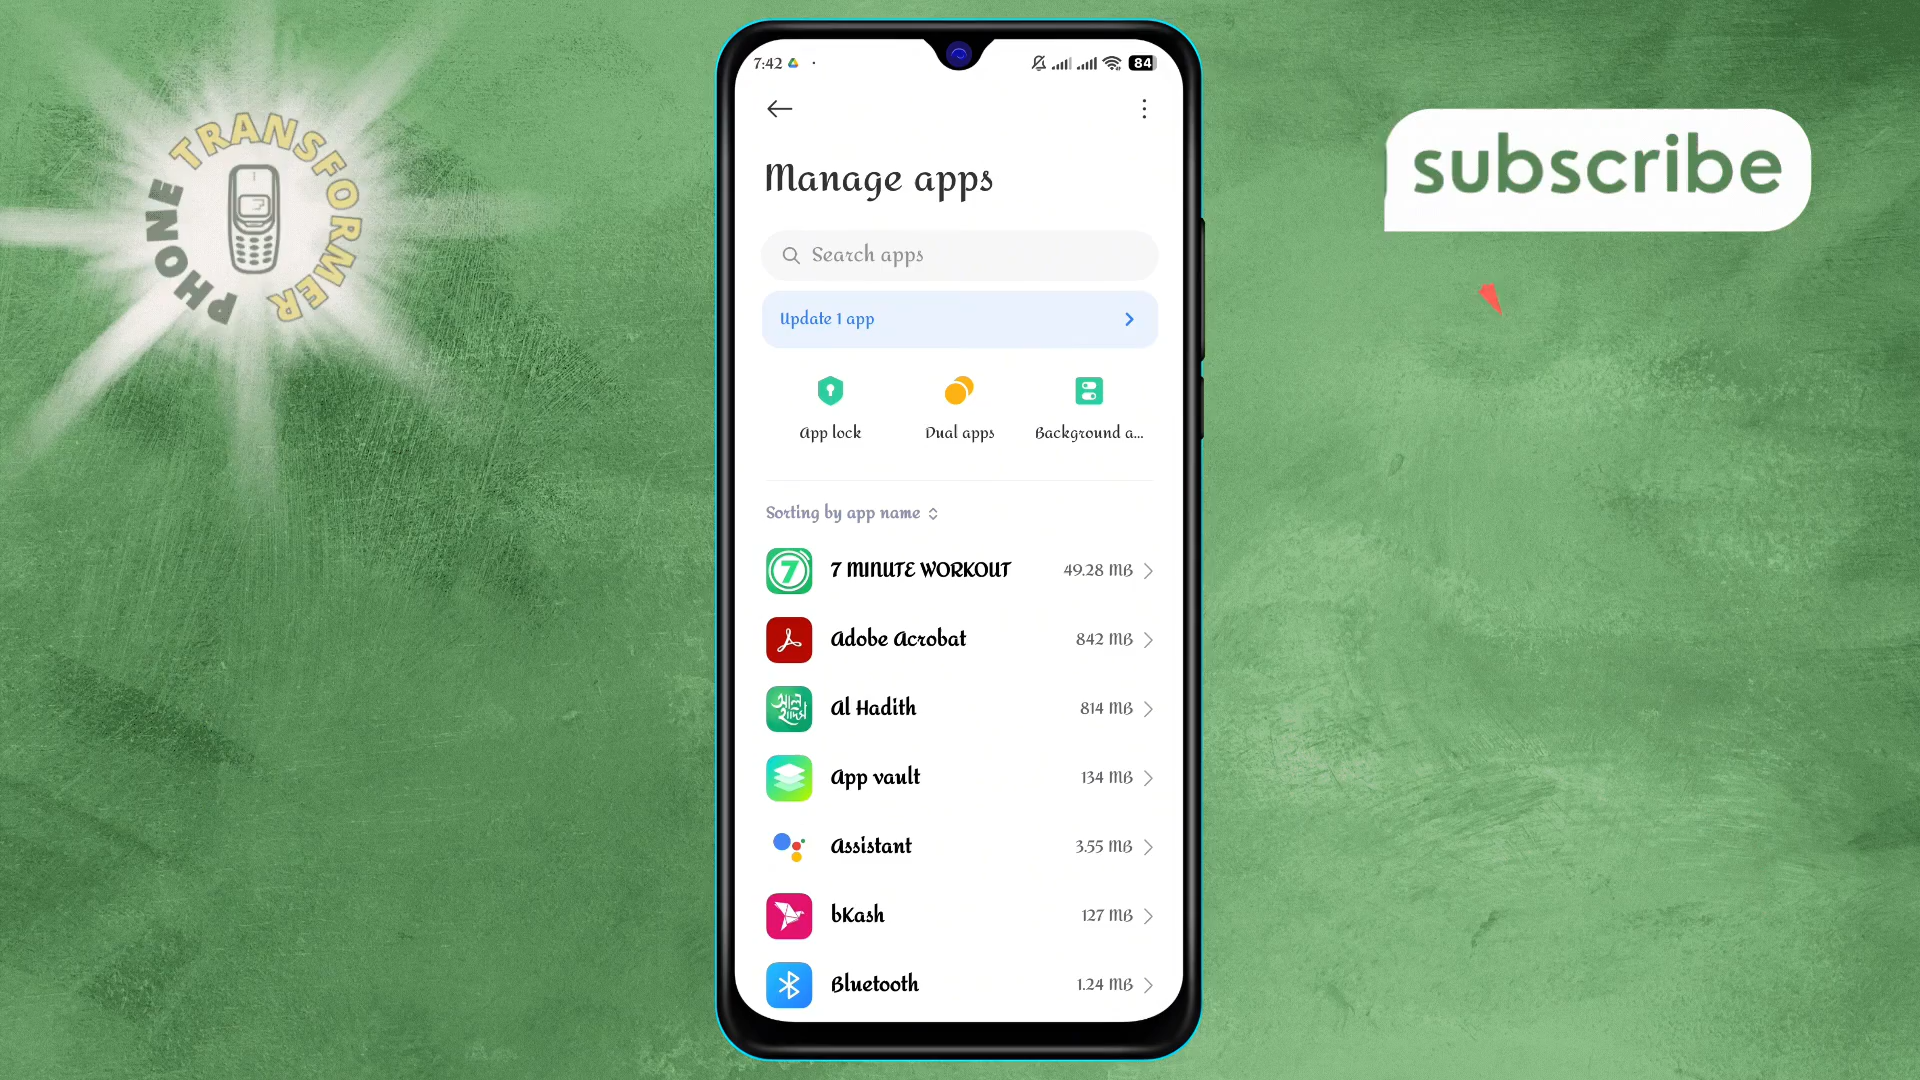 PHONE TRANSFORMER
subscribe
7:42
84
Manage apps
Search apps
Update 1 app
App lock
Dual apps
Background a...
Sorting by app name
7 MINUTE WORKOUT 49.28 MB
Adobe Acrobat 842 MB
Al Hadith 814 MB
App vault 134 MB
Assistant 3.55 MB
bKash 127 MB
Bluetooth 1.24 MB